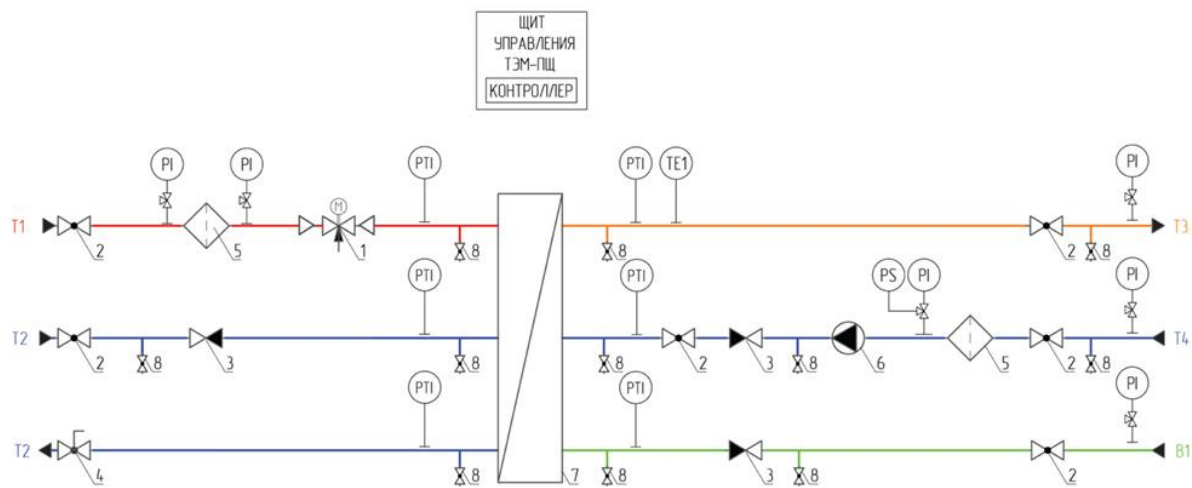 ЩИТ
УПРАВЛЕНИЯ
ТЭМ-ПЩ
КОНТРОЛЛЕР
PI PI PTI PTI TE1 PI
M
T1 T3
2 5 1 8 8 2 8
PTI PTI PS PI PI
T2 T4
2 8 3 8 8 2 3 8 6 5 2 8
PTI PTI PI
T2 B1
4 8 7 8 3 8 2